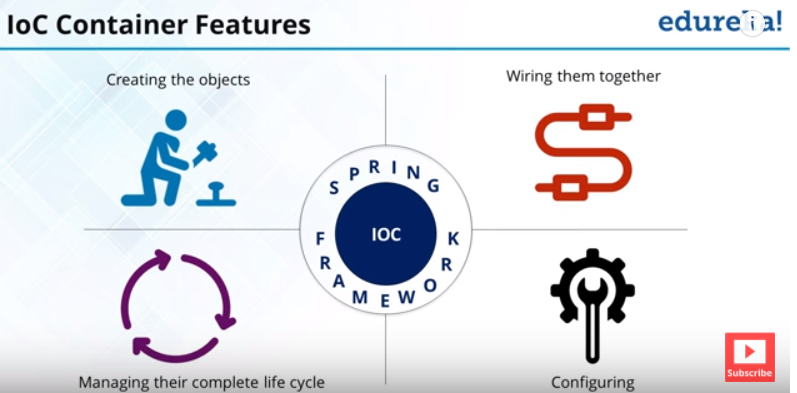 IoC Container Features
edureka!
Creating the objects
Wiring them together
SPRING
IOC
FRAMEWORK
Managing their complete life cycle
Configuring
Subscribe